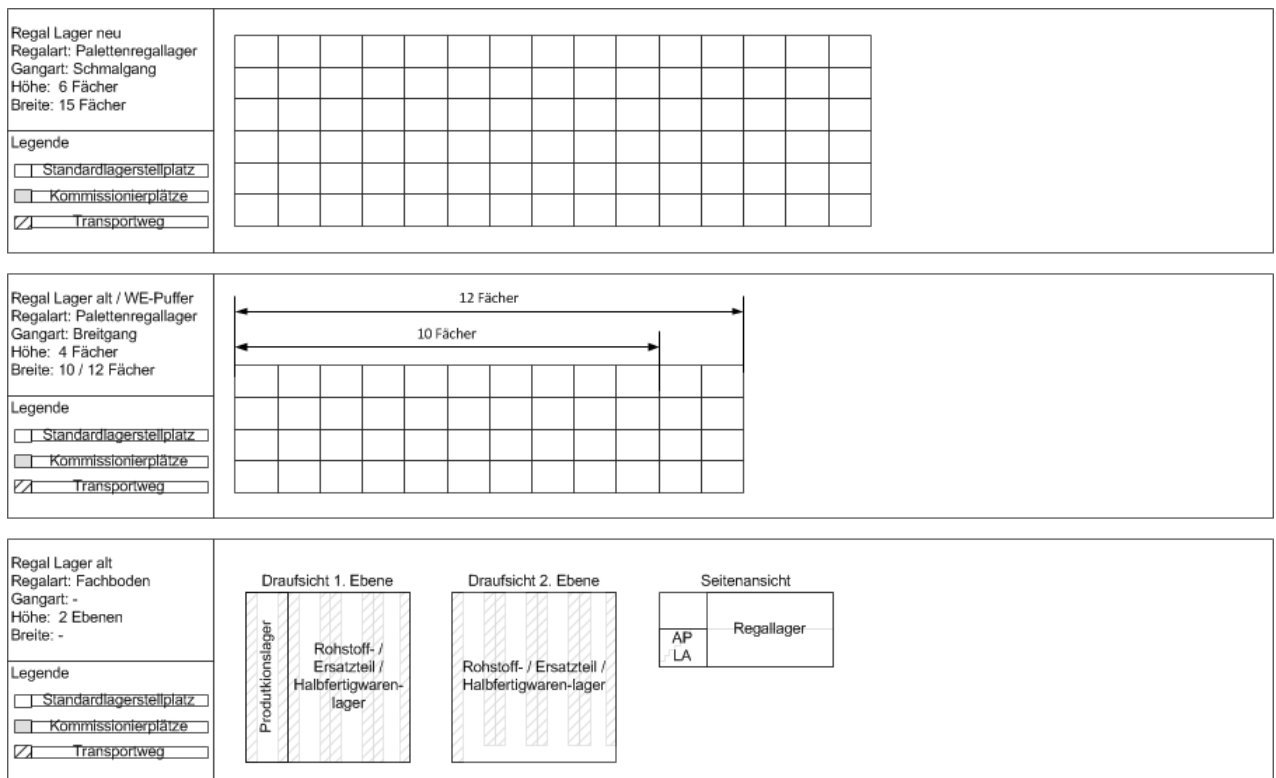 Regal Lager neu
Regalart: Palettenregallager
Gangart: Schmalgang
Höhe: 6 Fächer
Breite: 15 Fächer
Legende
Standardlagerstellplatz
Kommissionierplätze
Transportweg
Regal Lager alt / WE-Puffer
Regalart: Palettenregallager
Gangart: Breitgang
Höhe: 4 Fächer
Breite: 10 / 12 Fächer
Legende
Standardlagerstellplatz
Kommissionierplätze
Transportweg
12 Fächer
10 Fächer
Regal Lager alt
Regalart: Fachboden
Gangart: -
Höhe: 2 Ebenen
Breite: -
Legende
Standardlagerstellplatz
Kommissionierplätze
Transportweg
Draufsicht 1. Ebene
Produtkionslager
Rohstoff- /
Ersatzteil /
Halbfertigwaren-
lager
Draufsicht 2. Ebene
Rohstoff- / Ersatzteil /
Halbfertigwaren-lager
Seitenansicht
AP
LA
Regallager